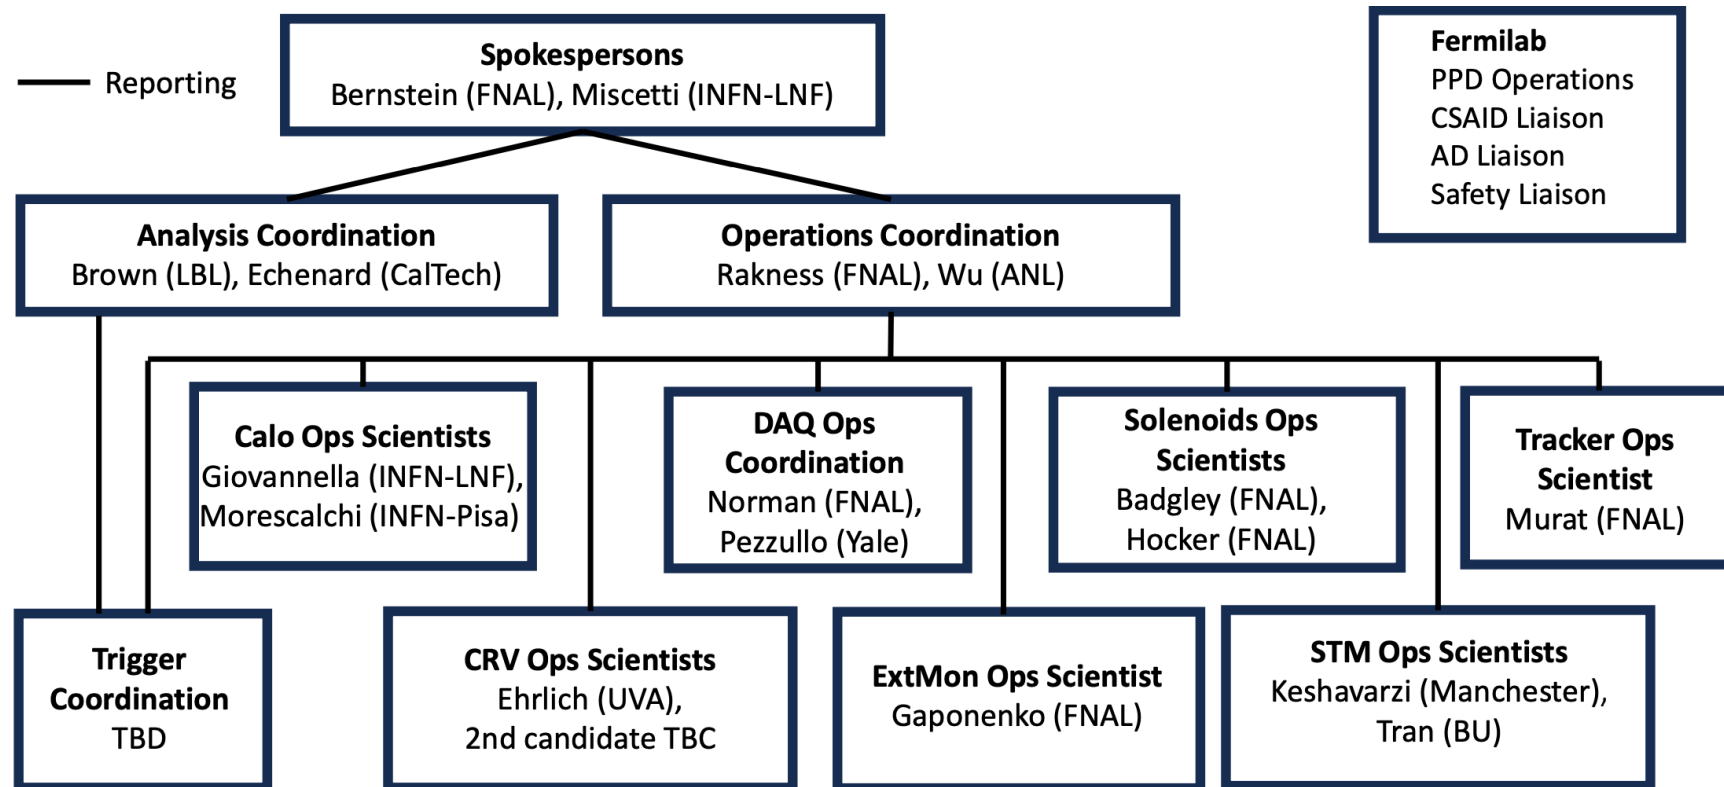 Spokespersons
Bernstein (FNAL), Miscetti (INFN-LNF)
Reporting
Fermilab
PPD Operations
CSAID Liaison
AD Liaison
Safety Liaison
Analysis Coordination
Brown (LBL), Echenard (CalTech)
Operations Coordination
Rakness (FNAL), Wu (ANL)
Calo Ops Scientists
Giovannella (INFN-LNF),
Morescalchi (INFN-Pisa)
DAQ Ops
Coordination
Norman (FNAL),
Pezzullo (Yale)
Solenoids Ops
Scientists
Badgley (FNAL),
Hocker (FNAL)
Tracker Ops
Scientist
Murat (FNAL)
Trigger
Coordination
TBD
CRV Ops Scientists
Ehrlich (UVA),
2nd candidate TBC
ExtMon Ops Scientist
Gaponenko (FNAL)
STM Ops Scientists
Keshavarzi (Manchester),
Tran (BU)